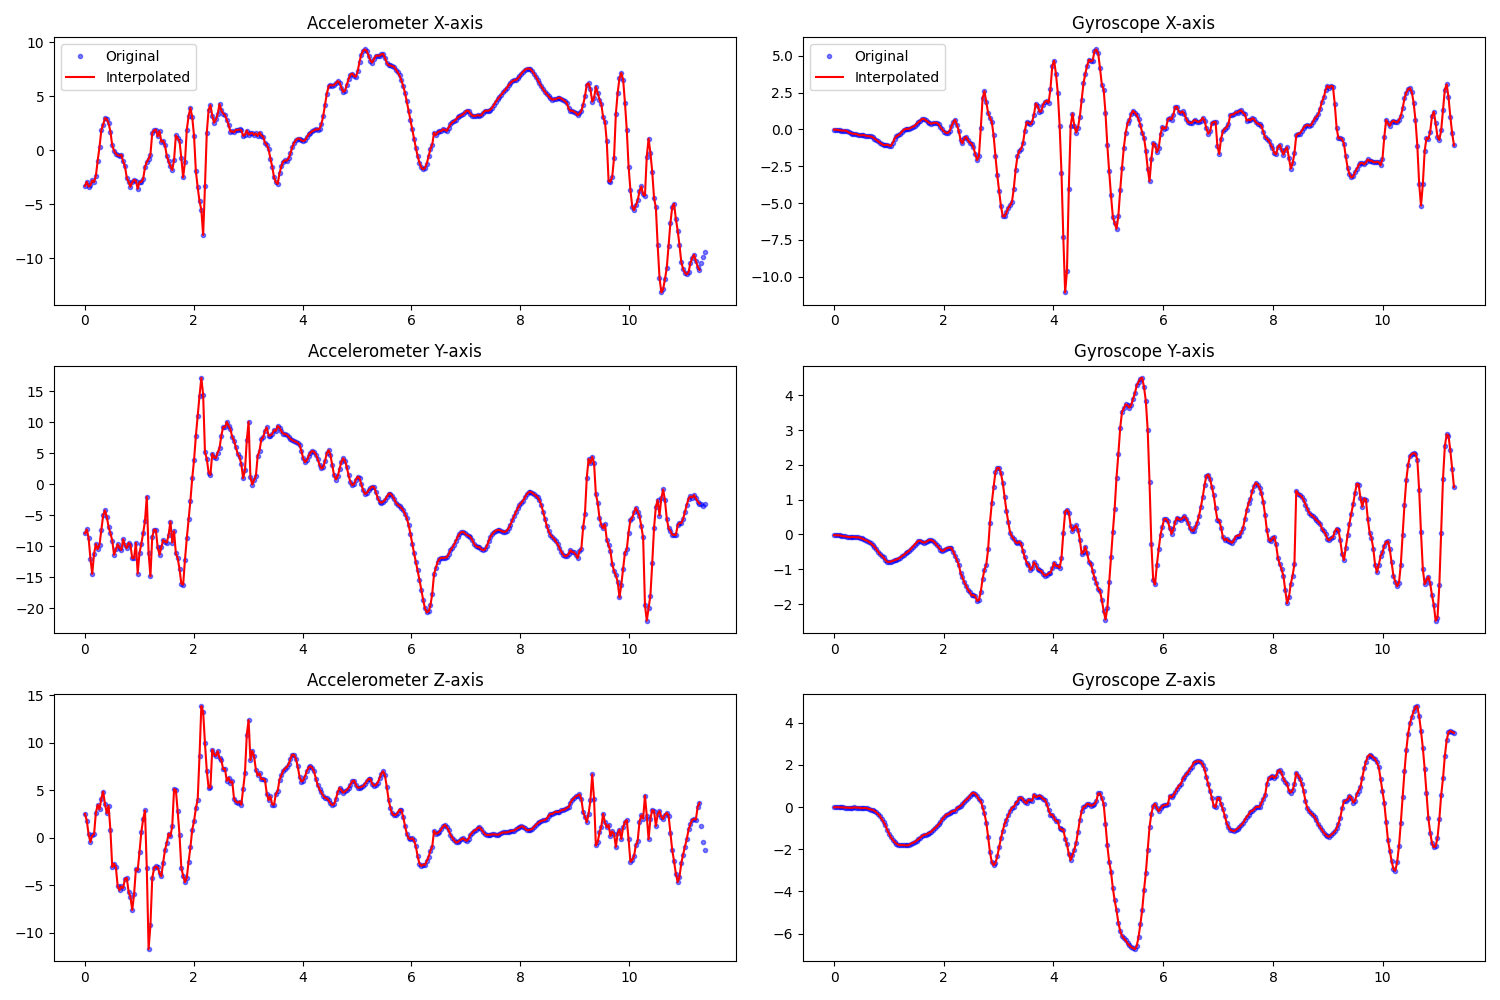 Accelerometer X-axis
Original
Interpolated
10
5
0
−5
−10
0 2 4 6 8 10
Gyroscope X-axis
Original
Interpolated
5.0
2.5
0.0
−2.5
−5.0
−7.5
−10.0
0 2 4 6 8 10
Accelerometer Y-axis
15
10
5
0
−5
−10
−15
−20
0 2 4 6 8 10
Gyroscope Y-axis
4
3
2
1
0
−1
−2
0 2 4 6 8 10
Accelerometer Z-axis
15
10
5
0
−5
−10
0 2 4 6 8 10
Gyroscope Z-axis
4
2
0
−2
−4
−6
0 2 4 6 8 10